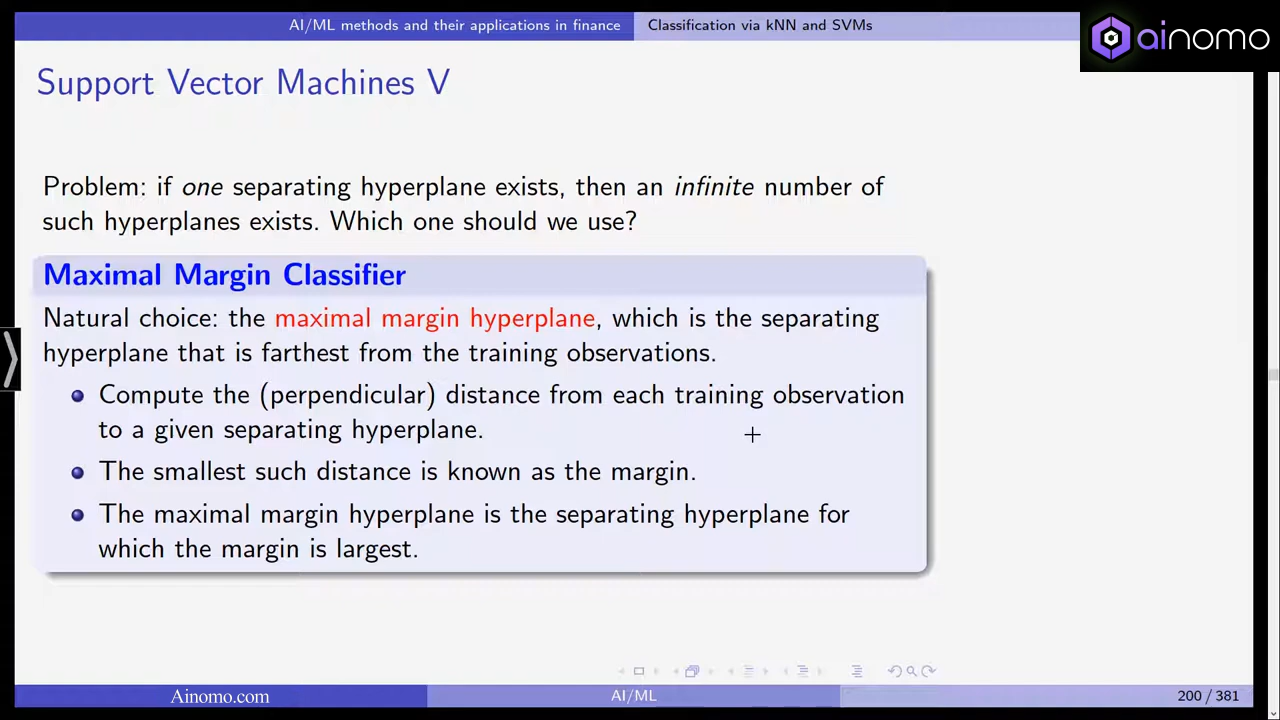 AI/ML methods and their applications in finance Classification via kNN and SVMs
ainomo
Support Vector Machines V
Problem: if one separating hyperplane exists, then an infinite number of
such hyperplanes exists. Which one should we use?
Maximal Margin Classifier
Natural choice: the maximal margin hyperplane, which is the separating
hyperplane that is farthest from the training observations.
Compute the (perpendicular) distance from each training observation
to a given separating hyperplane.
The smallest such distance is known as the margin.
The maximal margin hyperplane is the separating hyperplane for
which the margin is largest.
Ainomo.com AI/ML 200 / 381